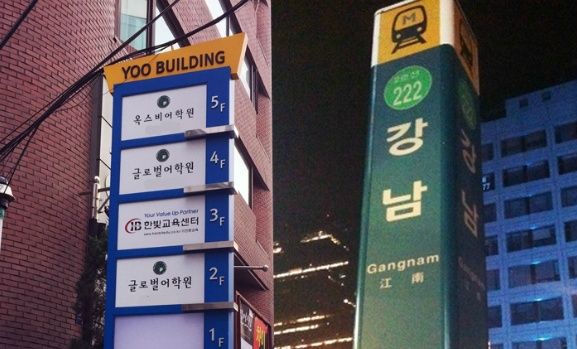 YOO BUILDING
옥스비어학원
5F
글로벌어학원
4F
Your Value Up Partner
HB 한빛교육센터
3F
글로벌어학원
2F
1F
M
222
강남
Gangnam
江南